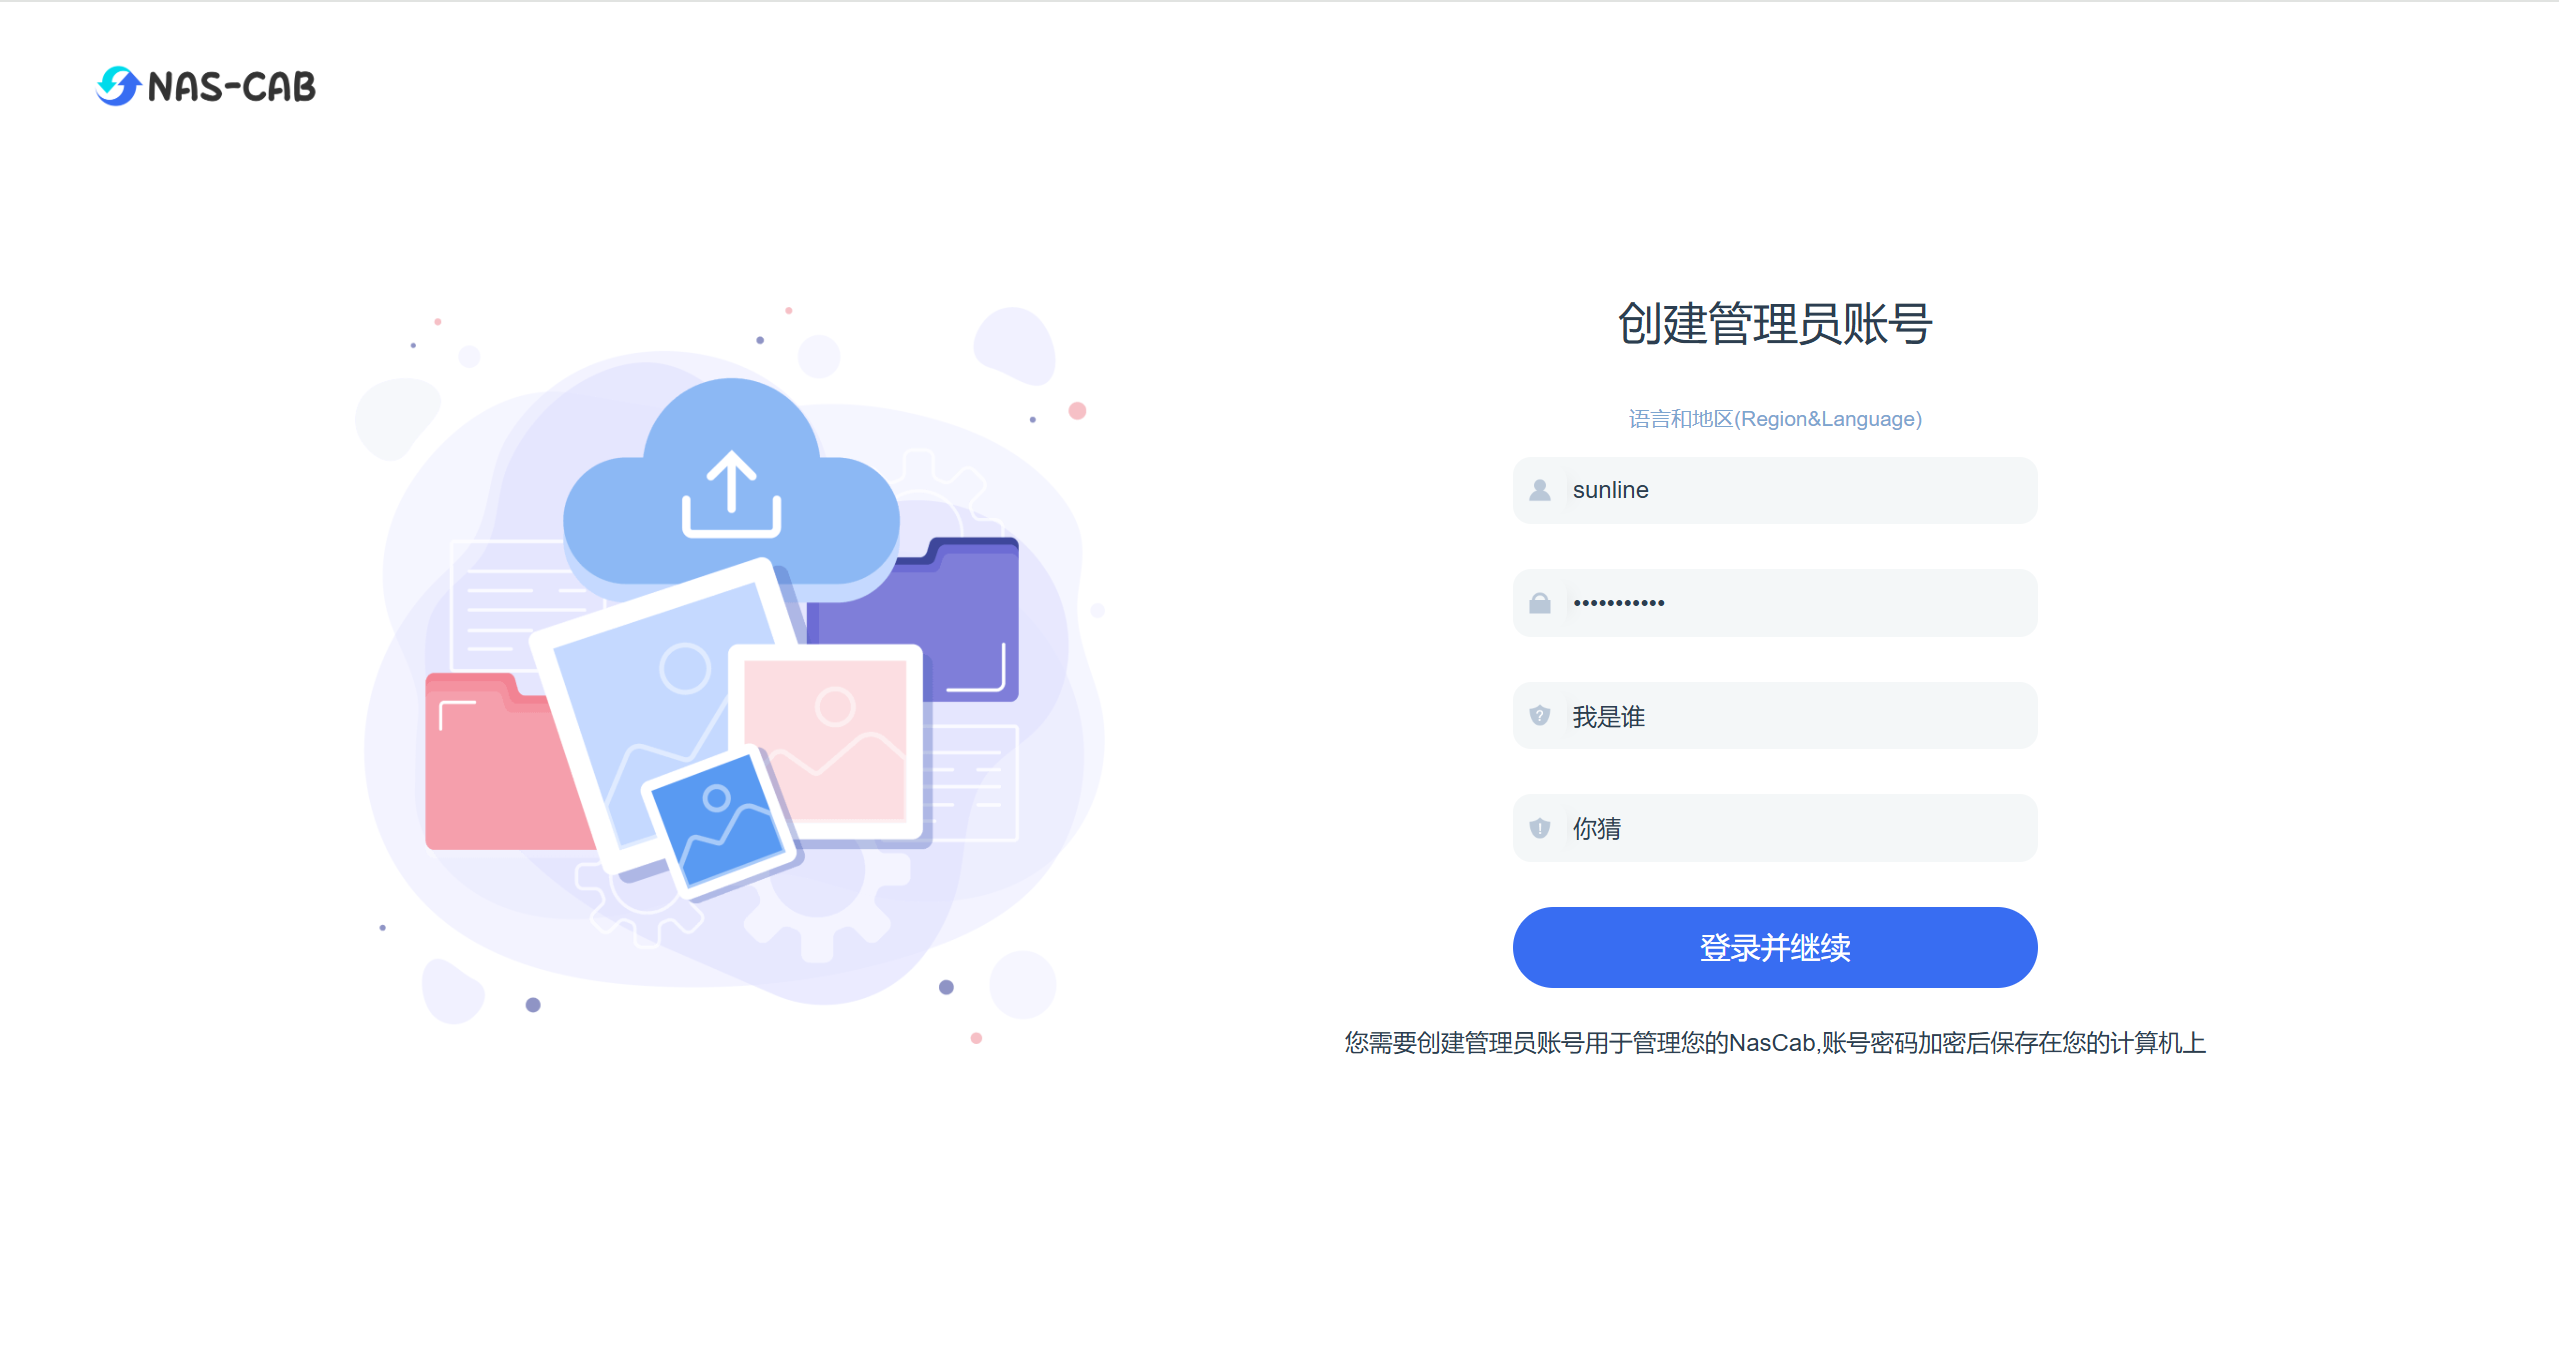 NAS-CAB
创建管理员账号
语言和地区(Region&Language)
sunline
•••••••••••
我是谁
你猜
登录并继续
您需要创建管理员账号用于管理您的NasCab,账号密码加密后保存在您的计算机上